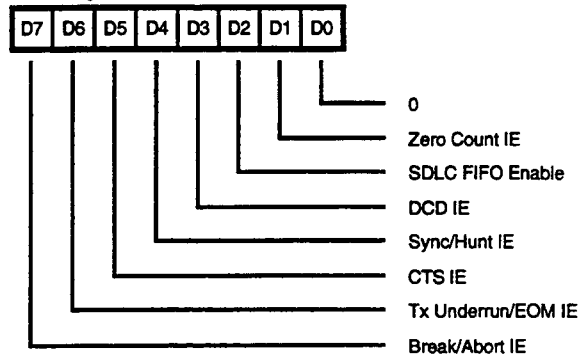 D7 D6 D5 D4 D3 D2 D1 D0
0
Zero Count IE
SDLC FIFO Enable
DCD IE
Sync/Hunt IE
CTS IE
Tx Underrun/EOM IE
Break/Abort IE